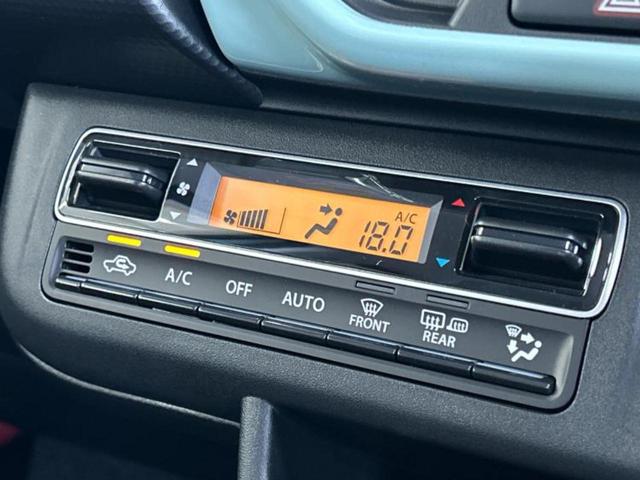 A/C
18.0
A/C
OFF
AUTO
FRONT
REAR